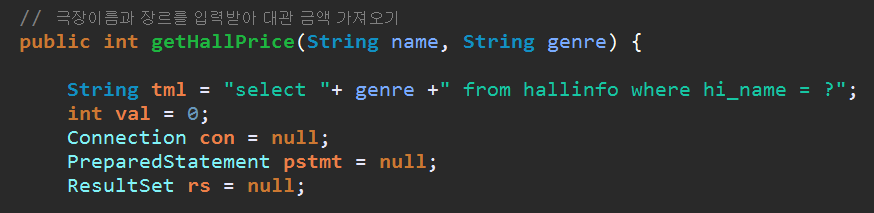 // 극장이름과 장르를 입력받아 대관 금액 가져오기
public int getHallPrice(String name, String genre) {
String tml = "select "+ genre +" from hallinfo where hi_name = ?";
int val = 0;
Connection con = null;
PreparedStatement pstmt = null;
ResultSet rs = null;